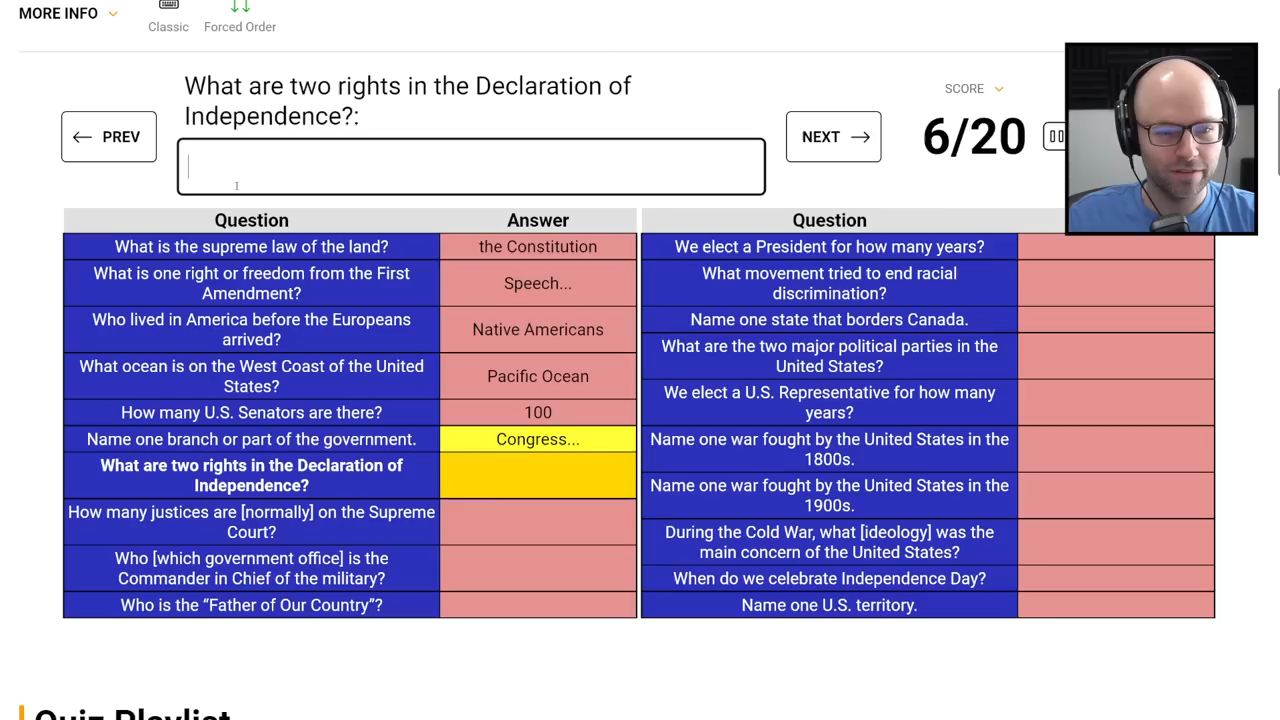 MORE INFO
Classic
Forced Order
What are two rights in the Declaration of
Independence?:
SCORE
PREV
NEXT
6/20
Question
Answer
Question
What is the supreme law of the land?
the Constitution
We elect a President for how many years?
What is one right or freedom from the First
Amendment?
Speech...
What movement tried to end racial
discrimination?
Who lived in America before the Europeans
arrived?
Native Americans
Name one state that borders Canada.
What ocean is on the West Coast of the United
States?
Pacific Ocean
What are the two major political parties in the
United States?
How many U.S. Senators are there?
100
We elect a U.S. Representative for how many
years?
Name one branch or part of the government.
Congress...
Name one war fought by the United States in the
1800s.
What are two rights in the Declaration of
Independence?
Name one war fought by the United States in the
1900s.
How many justices are [normally] on the Supreme
Court?
During the Cold War, what [ideology] was the
main concern of the United States?
Who [which government office] is the
Commander in Chief of the military?
When do we celebrate Independence Day?
Who is the “Father of Our Country”?
Name one U.S. territory.
Quiz Playlist